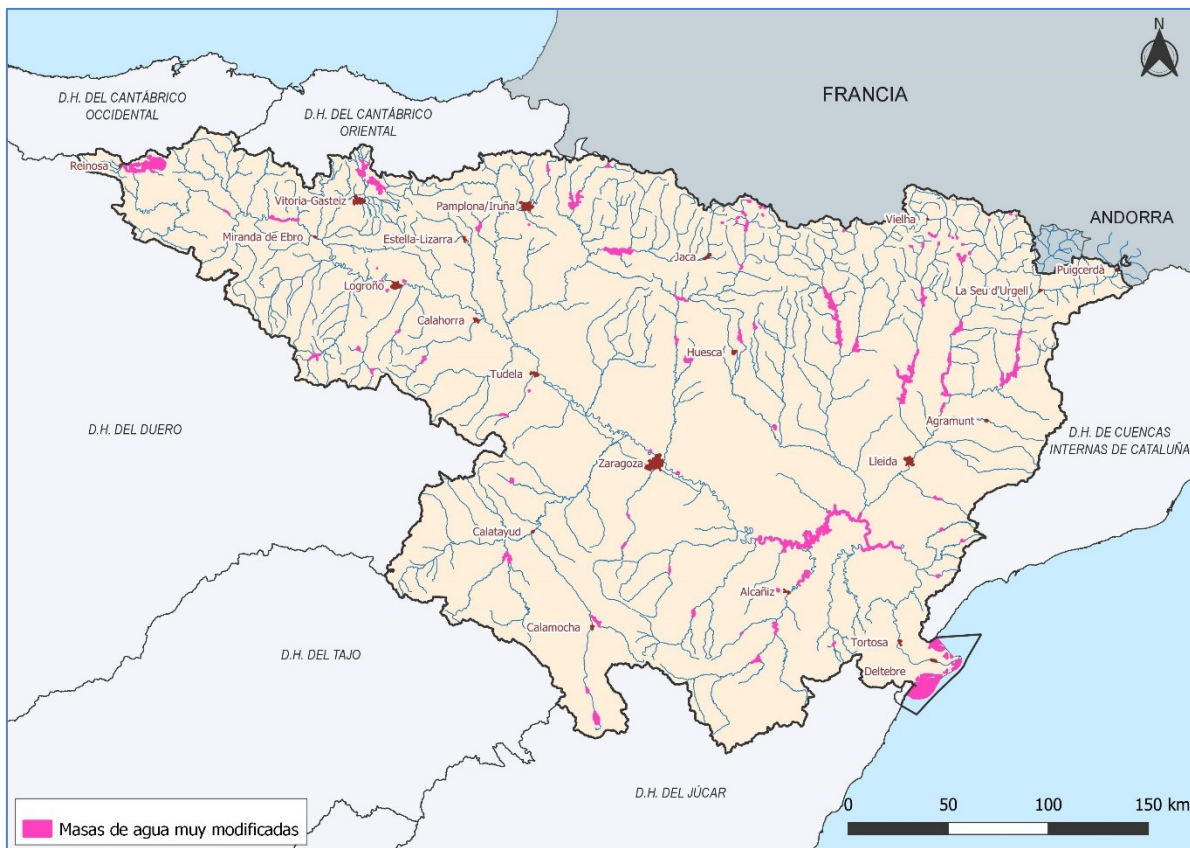 N
FRANCIA
D.H. DEL CANTÁBRICO
OCCIDENTAL
D.H. DEL CANTÁBRICO
ORIENTAL
Reinosa
Vitoria-Gasteiz
Pamplona/Iruña
Vielha
ANDORRA
Miranda de Ebro
Estella-Lizarra
Jaca
Puigcerdà
Logroño
La Seu d'Urgell
Calahorra
Huesca
Tudela
Agramunt
D.H. DEL DUERO
D.H. DE CUENCAS
INTERNAS DE CATALUÑA
Zaragoza
Lleida
Calatayud
Alcañiz
Calamocha
Tortosa
D.H. DEL TAJO
Deltebre
D.H. DEL JÚCAR
0 50 100 150 km
Masas de agua muy modificadas